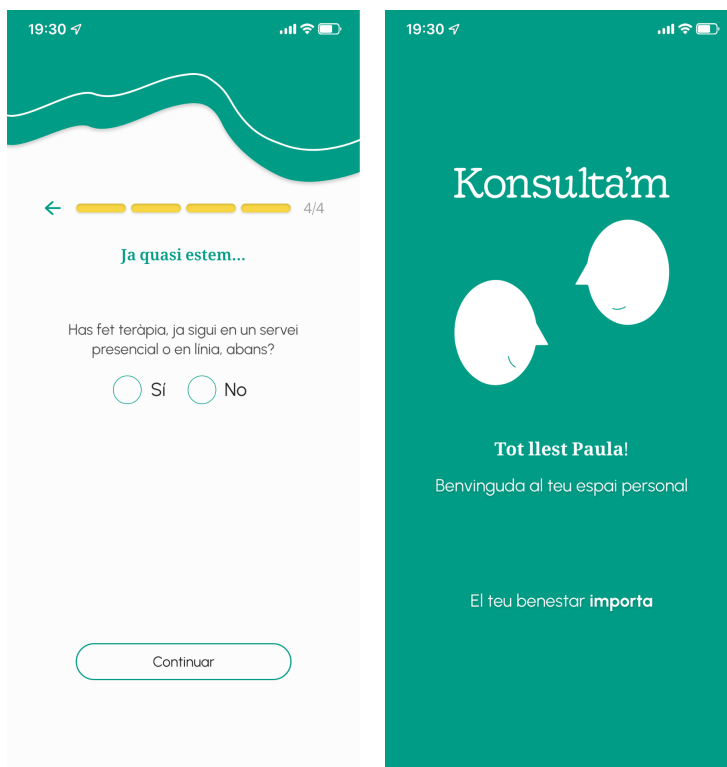 19:30
4/4
Ja quasi estem...
Has fet teràpia, ja sigui en un servei
presencial o en línia, abans?
Sí No
Continuar
19:30
Konsulta'm
Tot llest Paula!
Benvinguda al teu espai personal
El teu benestar importa